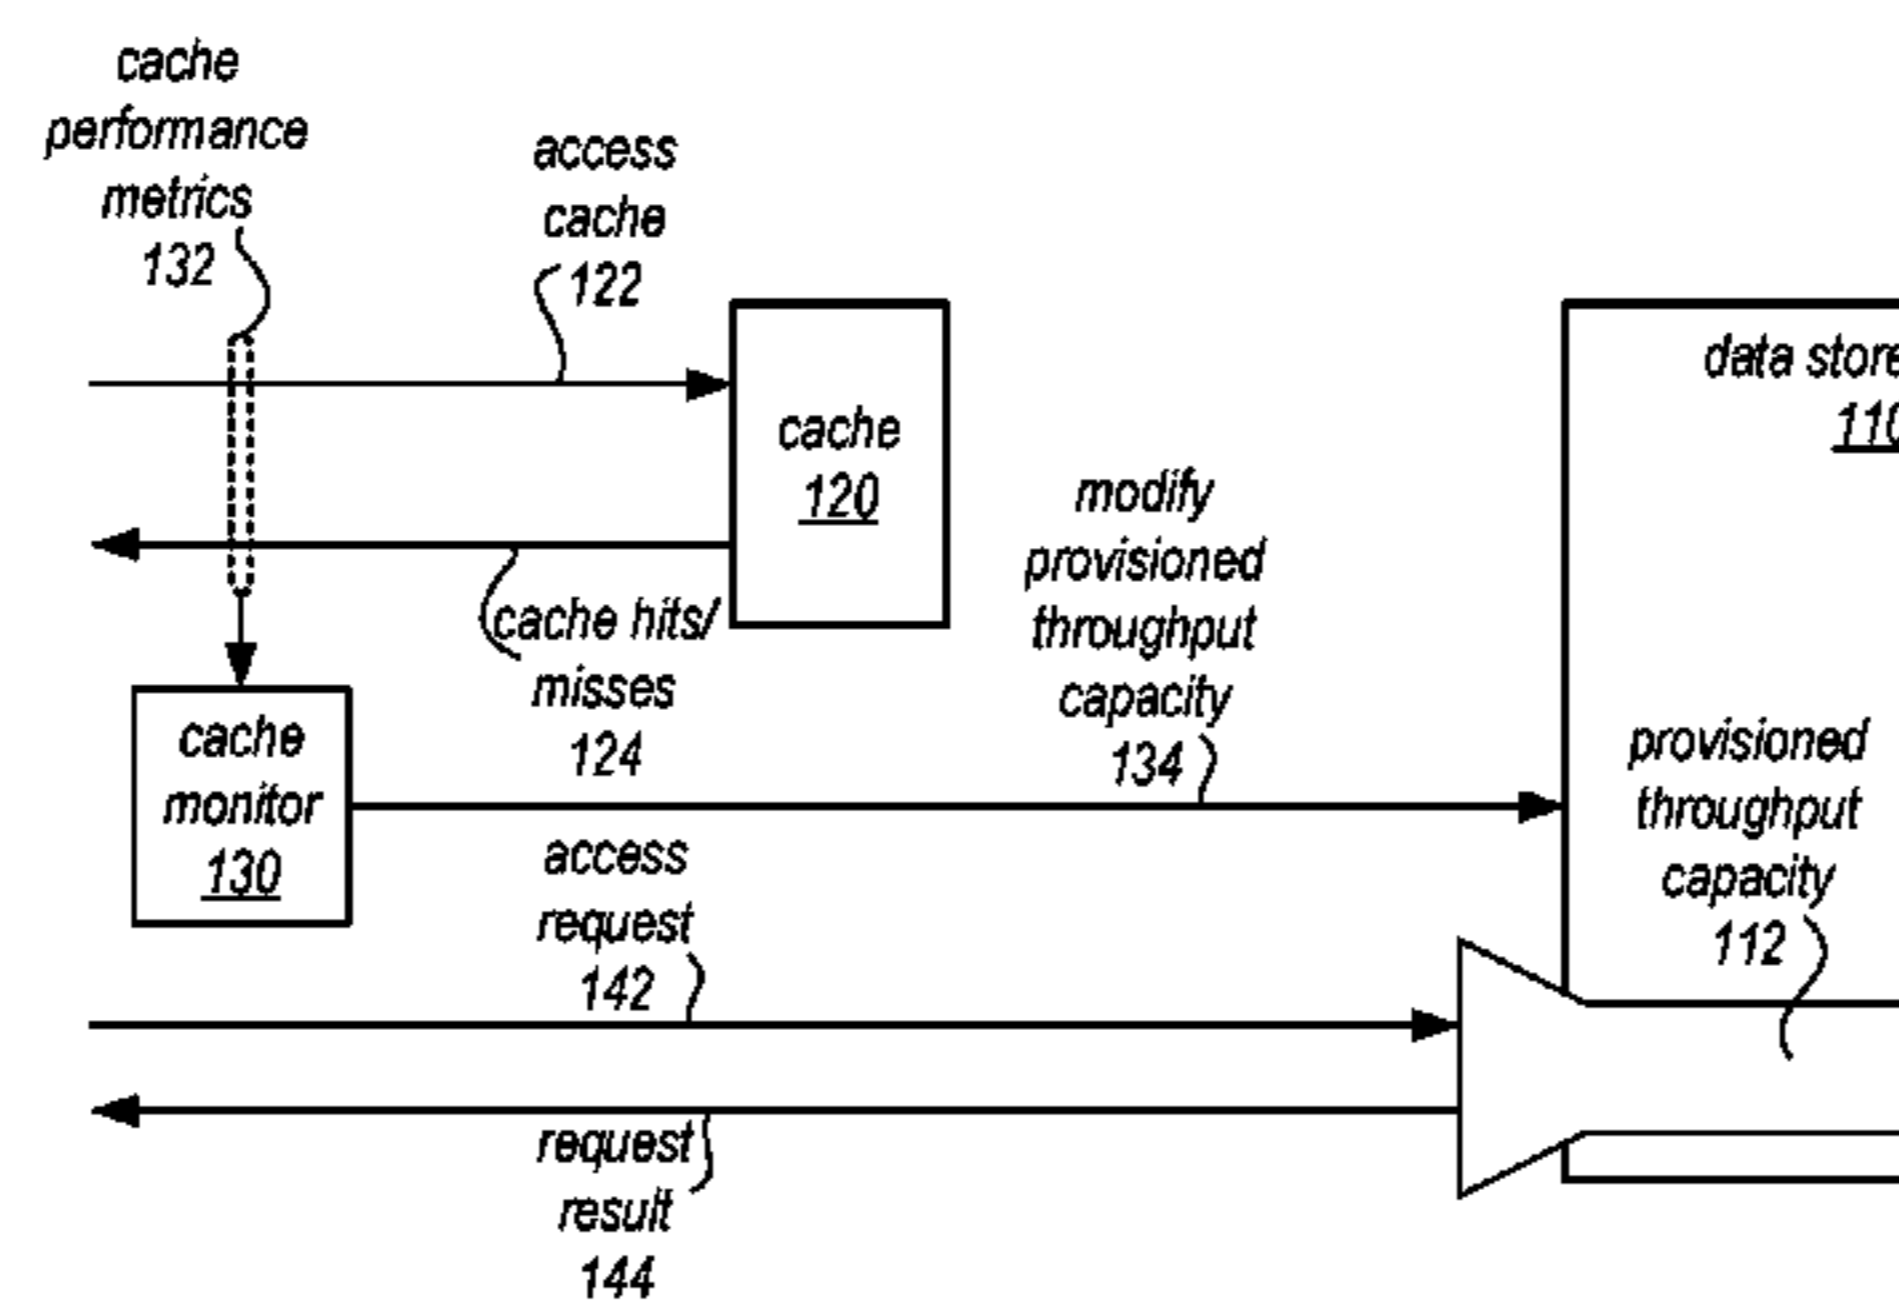 cache
performance
metrics
132
access
cache
122
cache
120
data store
110
modify
provisioned
throughput
capacity
134
cache hits/
misses
124
cache
monitor
130
provisioned
throughput
capacity
112
access
request
142
request
result
144